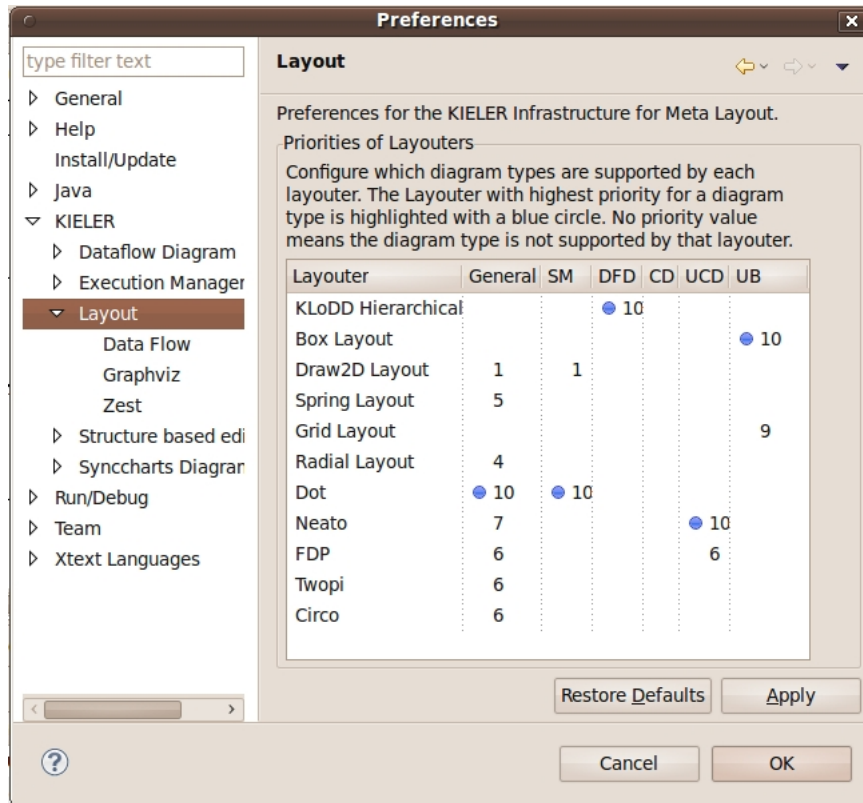 Preferences
type filter text
General
Help
Install/Update
Java
KIELER
Dataflow Diagram
Execution Manager
Layout
Data Flow
Graphviz
Zest
Structure based edi
Synccharts Diagran
Run/Debug
Team
Xtext Languages
Layout
Preferences for the KIELER Infrastructure for Meta Layout.
Priorities of Layouters
Configure which diagram types are supported by each
layouter. The Layouter with highest priority for a diagram
type is highlighted with a blue circle. No priority value
means the diagram type is not supported by that layouter.
Layouter General SM DFD CD UCD UB
KLoDD Hierarchical 10
Box Layout 10
Draw2D Layout 1 1
Spring Layout 5
Grid Layout 9
Radial Layout 4
Dot 10 10
Neato 7 10
FDP 6 6
Twopi 6
Circo 6
Restore Defaults Apply
? Cancel OK